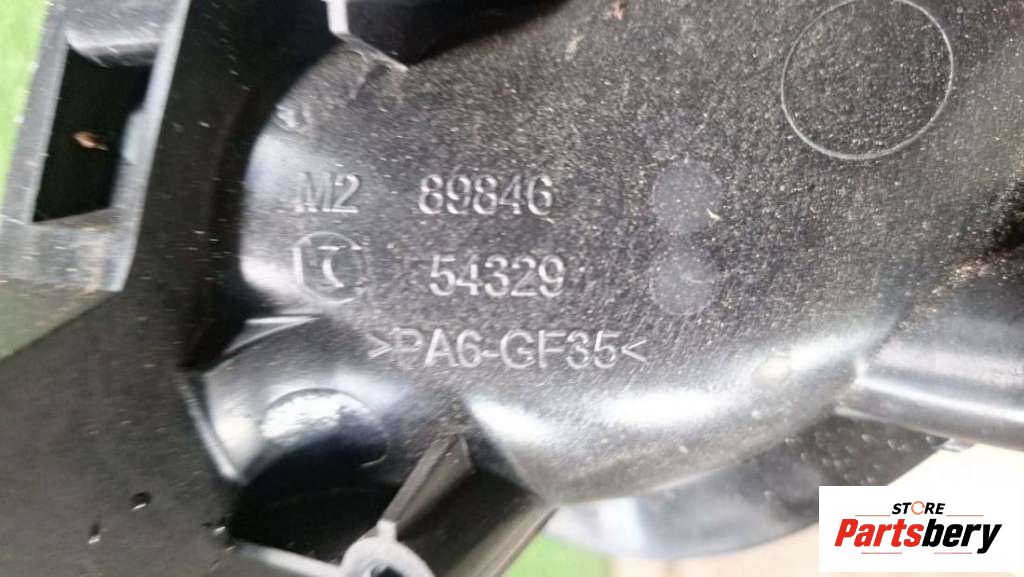 M2 89846
54329
>PA6-GF35<
STORE
Partsbery